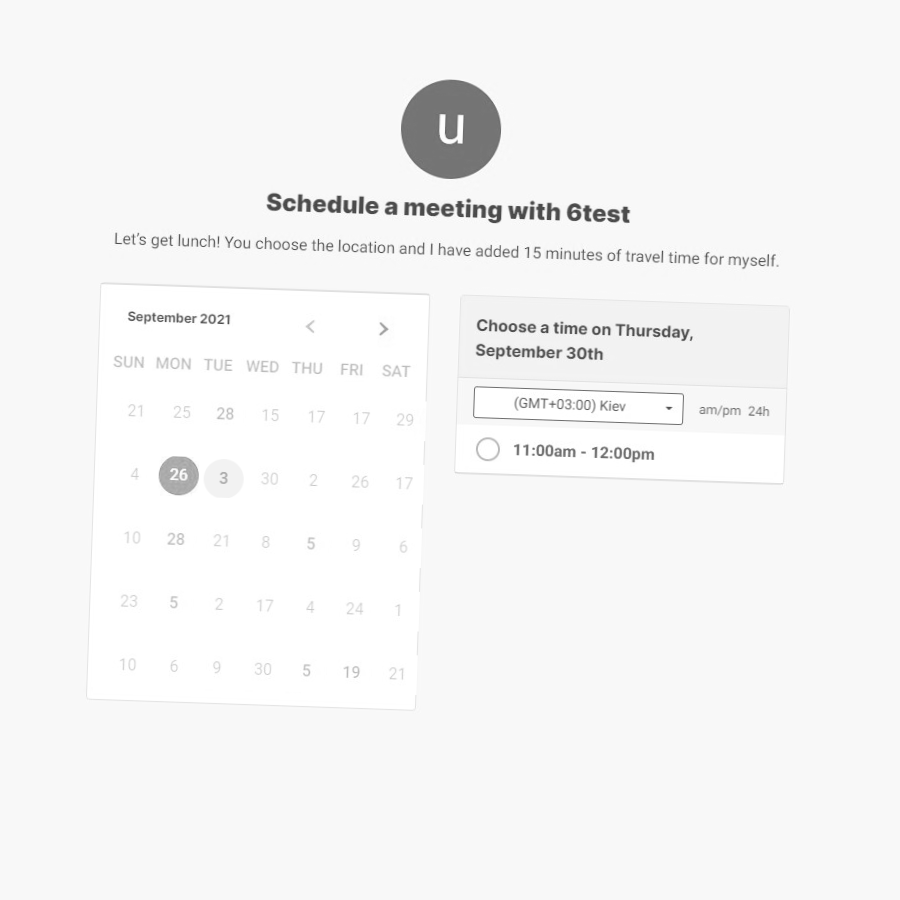 u
Schedule a meeting with 6test
Let's get lunch! You choose the location and I have added 15 minutes of travel time for myself.
September 2021
SUN MON TUE WED THU FRI SAT
21 25 28 15 17 17 29
4 26 3 30 2 26 17
10 28 21 8 5 9 6
23 5 2 17 4 24 1
10 6 9 30 5 19 21
Choose a time on Thursday,
September 30th
(GMT+03:00) Kiev am/pm 24h
11:00am - 12:00pm